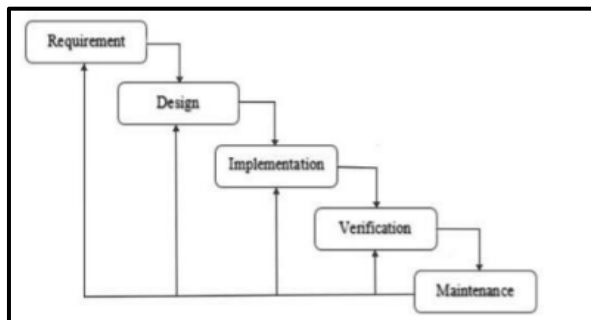 Requirement
Design
Implementation
Verification
Maintenance